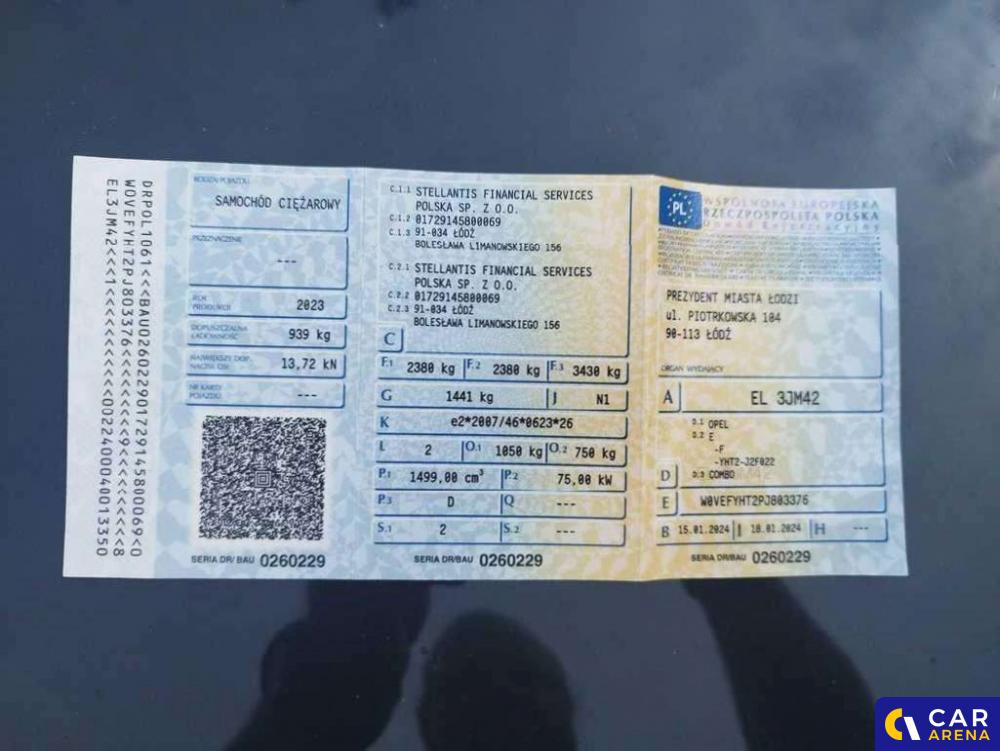 DRPOL1061<<BAU026022901729145800069<0
W0VEFYHT2PJ803376<<<<<<<<9<<<<<<<<<<8
EL3JM42<<<1<<<<<<<<<<<<<0022400040013350
RODZAJ POJAZDU
SAMOCHÓD CIĘŻAROWY
PRZEZNACZENIE
---
ROK PRODUKCJI
2023
DOPUSZCZALNA ŁADOWNOŚĆ
939 kg
NAJWIĘKSZY DOP. NACISK OSI
13,72 kN
NR KARTY POJAZDU
---
SERIA DR/BAU 0260229
C.1.1 STELLANTIS FINANCIAL SERVICES
POLSKA SP. Z O.O.
C.1.2 01729145800069
C.1.3 91-034 ŁÓDŹ
BOLESŁAWA LIMANOWSKIEGO 156
C.2.1 STELLANTIS FINANCIAL SERVICES
POLSKA SP. Z O.O.
C.2.2 01729145800069
C.2.3 91-034 ŁÓDŹ
BOLESŁAWA LIMANOWSKIEGO 156
C
F.1 2380 kg F.2 2380 kg F.3 3430 kg
G 1441 kg J N1
K e2*2007/46*0623*26
L 2 O.1 1050 kg O.2 750 kg
P.1 1499,00 cm³ P.2 75,00 kW
P.3 D Q ---
S.1 2 S.2 ---
SERIA DR/BAU 0260229
PL
WSPÓLNOTA EUROPEJSKA
RZECZPOSPOLITA POLSKA
Dowód Rejestracyjny
PREZYDENT MIASTA ŁODZI
ul. PIOTRKOWSKA 104
90-113 ŁÓDŹ
ORGAN WYDAJĄCY
A EL 3JM42
D.1 OPEL
D.2 E
-F
-YHT2-J2F022
D D.3 COMBO
E W0VEFYHT2PJ803376
B 15.01.2024 I 18.01.2024 H ---
SERIA DR/BAU 0260229
CAR
ARENA